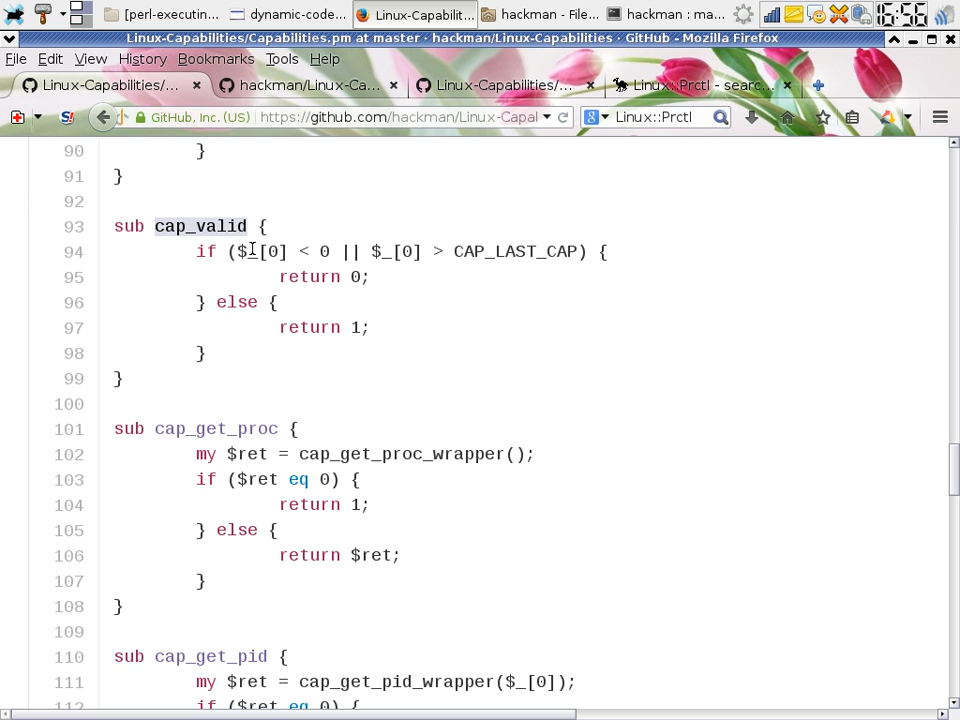 [perl-executin... dynamic-code... Linux-Capabilit... hackman - File... hackman : ma... 16:56
Linux-Capabilities/Capabilities.pm at master · hackman/Linux-Capabilities · GitHub - Mozilla Firefox
File Edit View History Bookmarks Tools Help
Linux-Capabilities/... hackman/Linux-Ca... Linux-Capabilities/... Linux::Prctl - searc...
GitHub, Inc. (US) https://github.com/hackman/Linux-Capal Linux::Prctl
90 }
91 }
92
93 sub cap_valid {
94 if ($_[0] < 0 || $_[0] > CAP_LAST_CAP) {
95 return 0;
96 } else {
97 return 1;
98 }
99 }
100
101 sub cap_get_proc {
102 my $ret = cap_get_proc_wrapper();
103 if ($ret eq 0) {
104 return 1;
105 } else {
106 return $ret;
107 }
108 }
109
110 sub cap_get_pid {
111 my $ret = cap_get_pid_wrapper($_[0]);
112 if ($ret eq 0) {